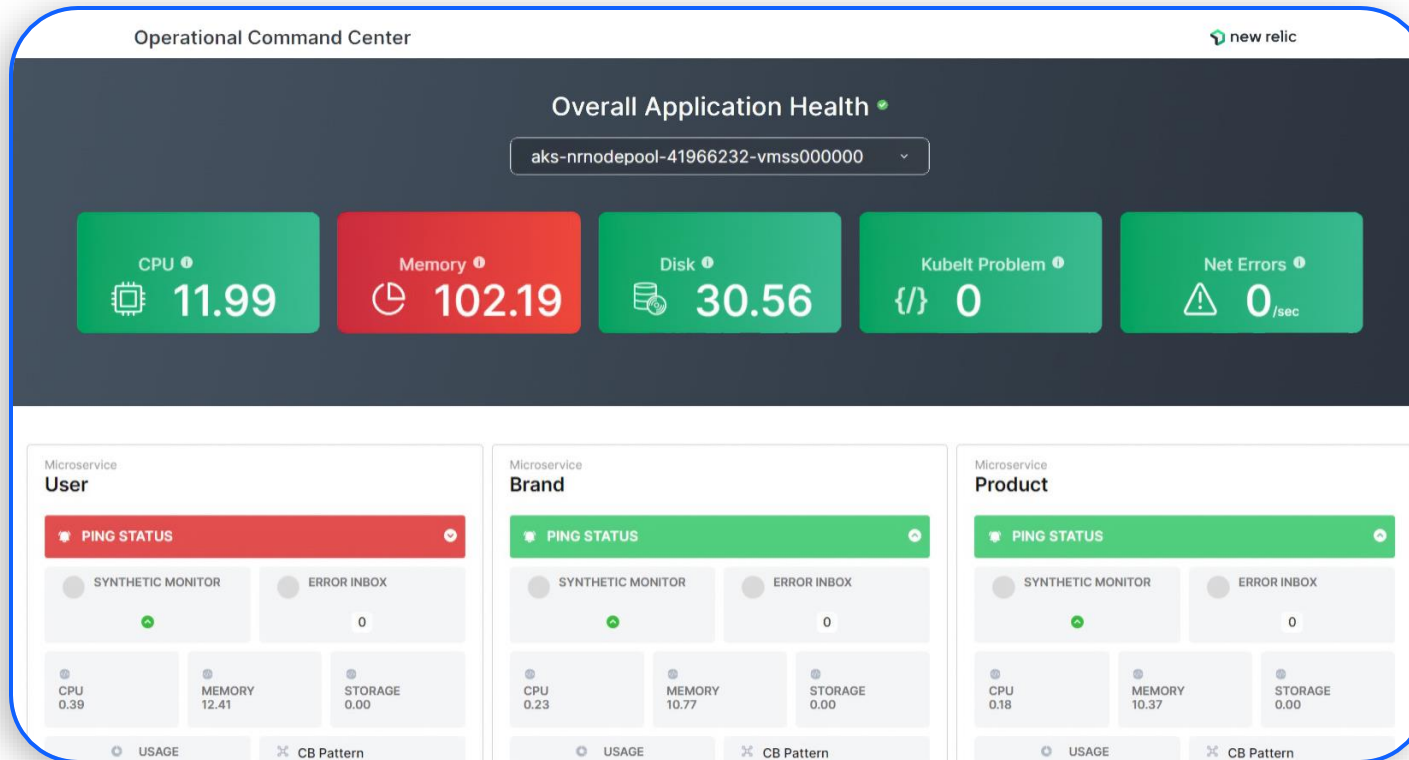 Operational Command Center
new relic
Overall Application Health
aks-nrnodepool-41966232-vmss000000
CPU
11.99
Memory
102.19
Disk
30.56
Kubelt Problem
{/} 0
Net Errors
0/sec
Microservice
User
PING STATUS
SYNTHETIC MONITOR
ERROR INBOX
0
CPU
0.39
MEMORY
12.41
STORAGE
0.00
USAGE
CB Pattern
Microservice
Brand
PING STATUS
SYNTHETIC MONITOR
ERROR INBOX
0
CPU
0.23
MEMORY
10.77
STORAGE
0.00
USAGE
CB Pattern
Microservice
Product
PING STATUS
SYNTHETIC MONITOR
ERROR INBOX
0
CPU
0.18
MEMORY
10.37
STORAGE
0.00
USAGE
CB Pattern